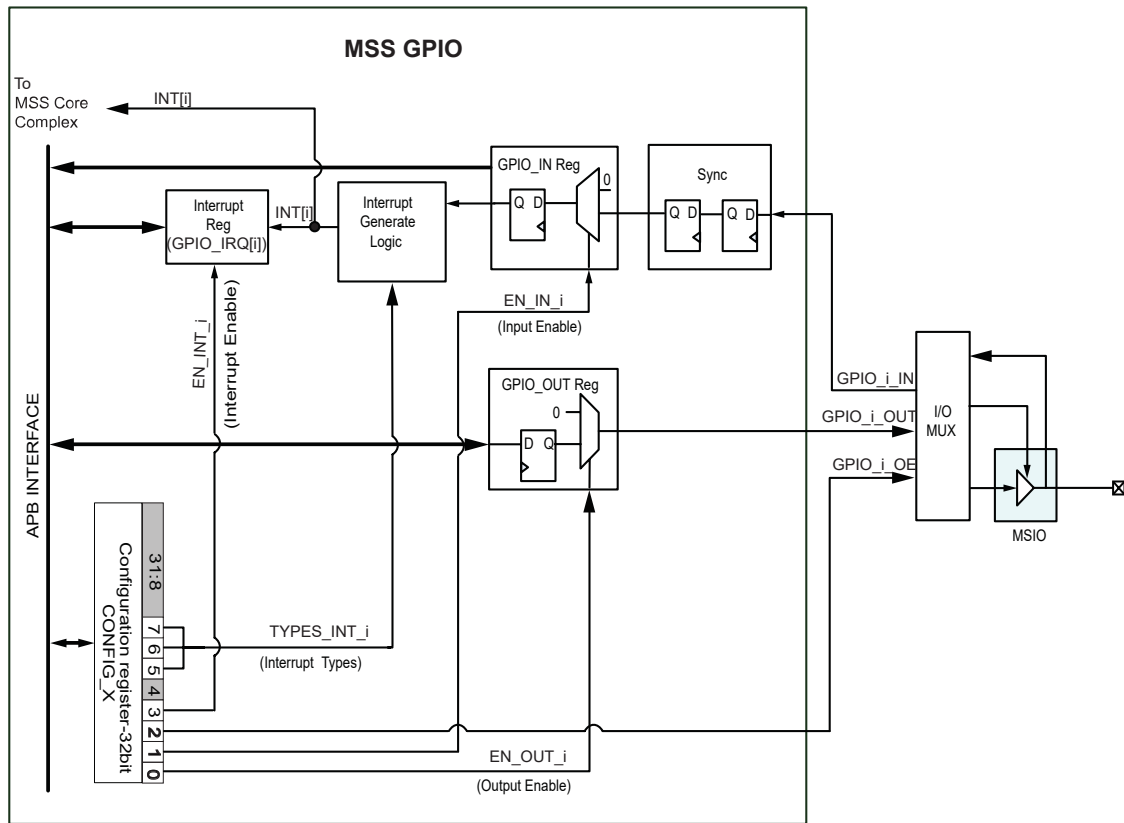 MSS GPIO
To
MSS Core
Complex
INT[i]
GPIO_IN Reg
0
Q D
Sync
Q D
Q D
Interrupt
Reg
(GPIO_IRQ[i])
INT[i]
Interrupt
Generate
Logic
EN_IN_i
(Input Enable)
EN_INT_i
(Interrupt Enable)
GPIO_OUT Reg
0
D Q
GPIO_i_IN
GPIO_i_OUT
GPIO_i_OE
I/O
MUX
MSIO
APB INTERFACE
Configuration register-32bit
CONFIG_X
31:8
7
6
5
4
3
2
1
0
TYPES_INT_i
(Interrupt Types)
EN_OUT_i
(Output Enable)